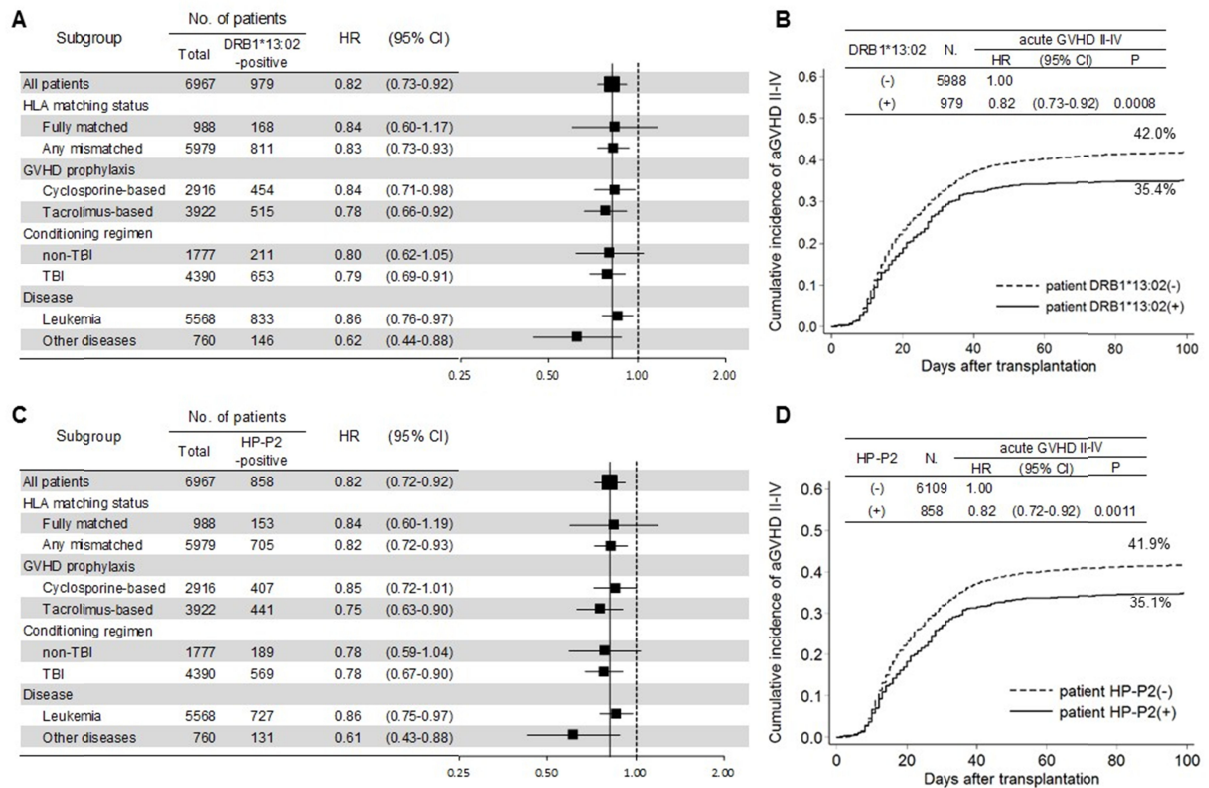 A
No. of patients
Subgroup Total DRB1*13:02 -positive HR (95% CI)
All patients 6967 979 0.82 (0.73-0.92)
HLA matching status
Fully matched 988 168 0.84 (0.60-1.17)
Any mismatched 5979 811 0.83 (0.73-0.93)
GVHD prophylaxis
Cyclosporine-based 2916 454 0.84 (0.71-0.98)
Tacrolimus-based 3922 515 0.78 (0.66-0.92)
Conditioning regimen
non-TBI 1777 211 0.80 (0.62-1.05)
TBI 4390 653 0.79 (0.69-0.91)
Disease
Leukemia 5568 833 0.86 (0.76-0.97)
Other diseases 760 146 0.62 (0.44-0.88)
0.25 0.50 1.00 2.00
B
acute GVHD II-IV
DRB1*13:02 N. HR (95% CI) P
(-) 5988 1.00
(+) 979 0.82 (0.73-0.92) 0.0008
Cumulative incidence of aGVHD II-IV
0.6
0.5
0.4
0.3
0.2
0.1
0.0
42.0%
35.4%
patient DRB1*13:02(-)
patient DRB1*13:02(+)
0 20 40 60 80 100
Days after transplantation
C
No. of patients
Subgroup Total HP-P2 -positive HR (95% CI)
All patients 6967 858 0.82 (0.72-0.92)
HLA matching status
Fully matched 988 153 0.84 (0.60-1.19)
Any mismatched 5979 705 0.82 (0.72-0.93)
GVHD prophylaxis
Cyclosporine-based 2916 407 0.85 (0.72-1.01)
Tacrolimus-based 3922 441 0.75 (0.63-0.90)
Conditioning regimen
non-TBI 1777 189 0.78 (0.59-1.04)
TBI 4390 569 0.78 (0.67-0.90)
Disease
Leukemia 5568 727 0.86 (0.75-0.97)
Other diseases 760 131 0.61 (0.43-0.88)
0.25 0.50 1.00 2.00
D
acute GVHD II-IV
HP-P2 N. HR (95% CI) P
(-) 6109 1.00
(+) 858 0.82 (0.72-0.92) 0.0011
Cumulative incidence of aGVHD II-IV
0.6
0.5
0.4
0.3
0.2
0.1
0.0
41.9%
35.1%
patient HP-P2(-)
patient HP-P2(+)
0 20 40 60 80 100
Days after transplantation